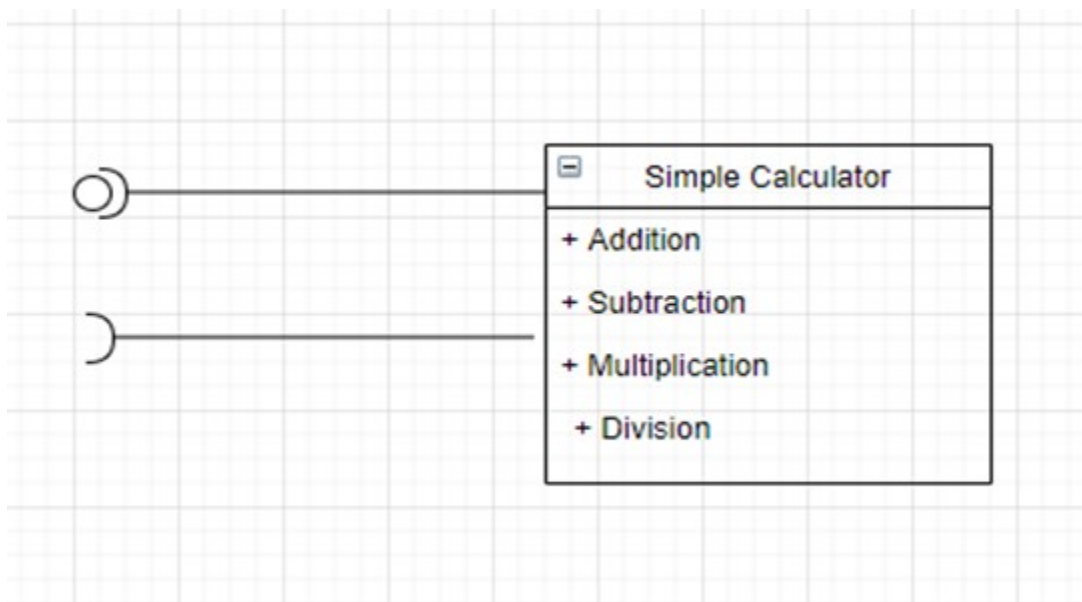 Simple Calculator
+ Addition
+ Subtraction
+ Multiplication
+ Division